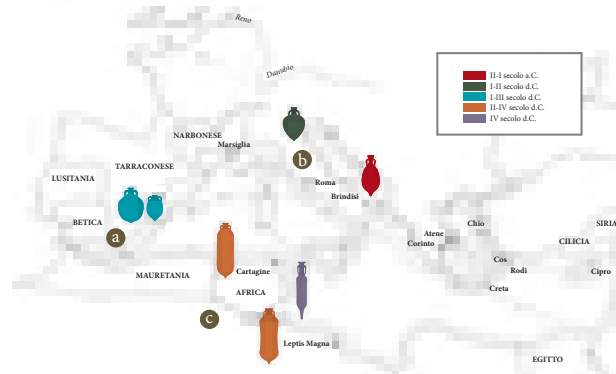 Reno
Danubio
II-I secolo a.C.
I-II secolo d.C.
I-III secolo d.C.
II-IV secolo d.C.
IV secolo d.C.
NARBONESE
Marsiglia
b
TARRACONESE
LUSITANIA
Roma
Brindisi
BETICA
a
Chio
SIRIA
Atene
Corinto
CILICIA
Cos
Rodi
Cipro
MAURETANIA
Cartagine
AFRICA
Creta
c
Leptis Magna
EGITTO